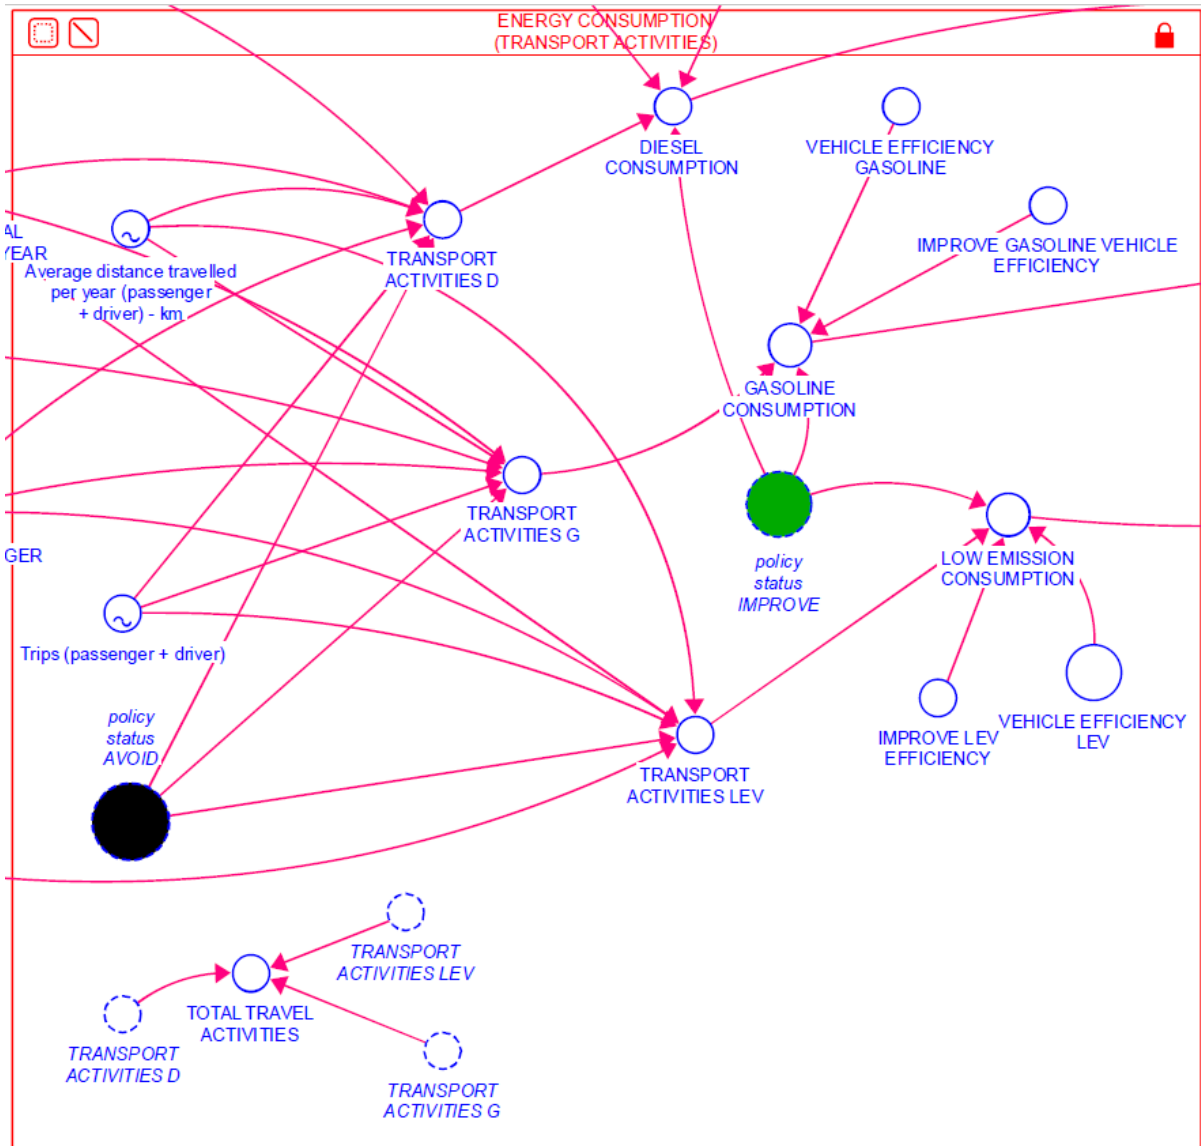 ENERGY CONSUMPTION
(TRANSPORT ACTIVITIES)
DIESEL
CONSUMPTION
VEHICLE EFFICIENCY
GASOLINE
IMPROVE GASOLINE VEHICLE
EFFICIENCY
AL
YEAR
Average distance travelled
per year (passenger
+ driver) - km
TRANSPORT
ACTIVITIES D
GASOLINE
CONSUMPTION
TRANSPORT
ACTIVITIES G
GER
policy
status
IMPROVE
LOW EMISSION
CONSUMPTION
Trips (passenger + driver)
policy
status
AVOID
IMPROVE LEV
EFFICIENCY
VEHICLE EFFICIENCY
LEV
TRANSPORT
ACTIVITIES LEV
TRANSPORT
ACTIVITIES LEV
TOTAL TRAVEL
ACTIVITIES
TRANSPORT
ACTIVITIES D
TRANSPORT
ACTIVITIES G